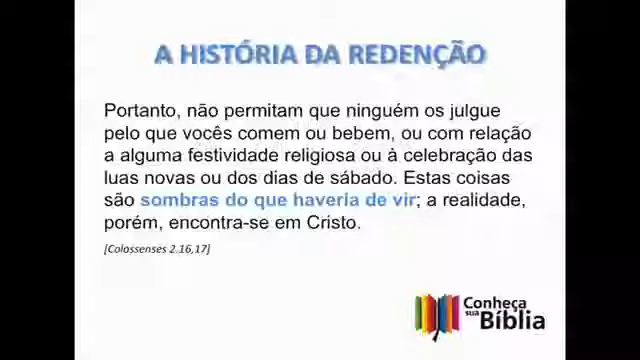 A HISTÓRIA DA REDENÇÃO
Portanto, não permitam que ninguém os julgue
pelo que vocês comem ou bebem, ou com relação
a alguma festividade religiosa ou à celebração das
luas novas ou dos dias de sábado. Estas coisas
são sombras do que haveria de vir; a realidade,
porém, encontra-se em Cristo.
[Colossenses 2.16,17]
Conheça
sua
Bíblia